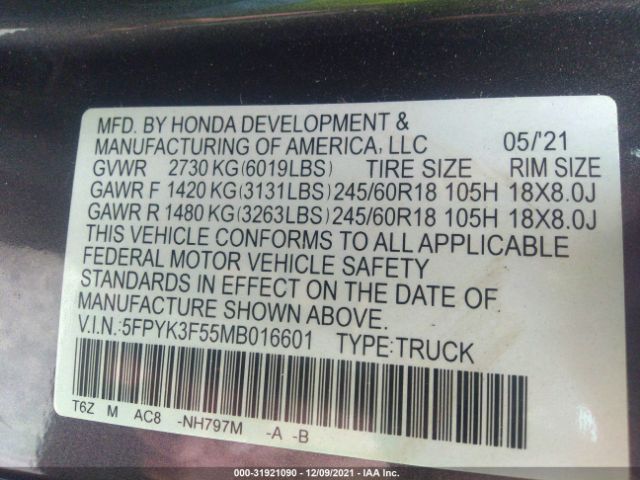 MFD. BY HONDA DEVELOPMENT &
MANUFACTURING OF AMERICA, LLC 05/'21
GVWR 2730 KG(6019LBS) TIRE SIZE RIM SIZE
GAWR F 1420 KG(3131LBS) 245/60R18 105H 18X8.0J
GAWR R 1480 KG(3263LBS) 245/60R18 105H 18X8.0J
THIS VEHICLE CONFORMS TO ALL APPLICABLE
FEDERAL MOTOR VEHICLE SAFETY
STANDARDS IN EFFECT ON THE DATE OF
MANUFACTURE SHOWN ABOVE.
V.I.N.:5FPYK3F55MB016601 TYPE:TRUCK
T6Z M AC8 -NH797M -A -B
000-31921090 - 12/09/2021 - IAA Inc.